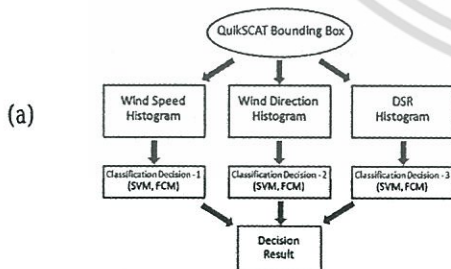 (a)
QuikSCAT Bounding Box
Wind Speed
Histogram
Wind Direction
Histogram
DSR
Histogram
Classification Decision - 1
(SVM, FCM)
Classification Decision - 2
(SVM, FCM)
Classification Decision - 3
(SVM, FCM)
Decision
Result